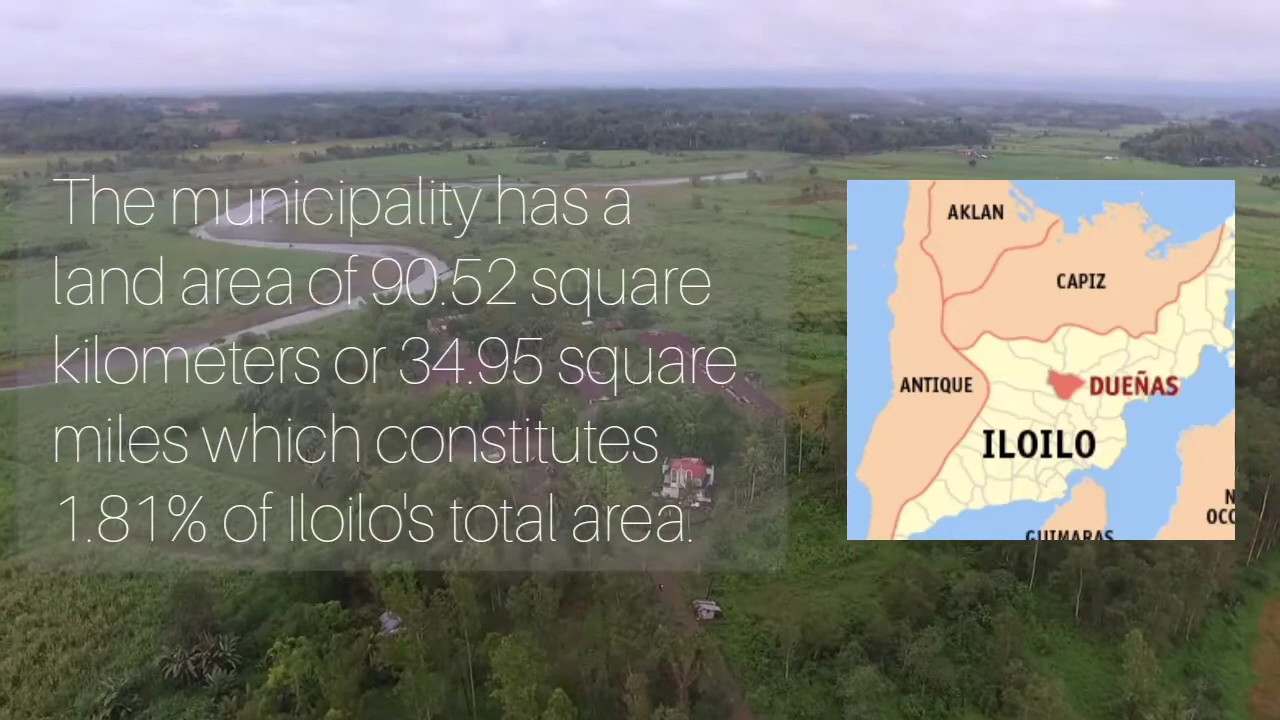 The municipality has a
land area of 90.52 square
kilometers or 34.95 square
miles which constitutes
1.81% of Iloilo's total area.
AKLAN
CAPIZ
ANTIQUE
DUEÑAS
ILOILO
GUIMARAS
N
OCC